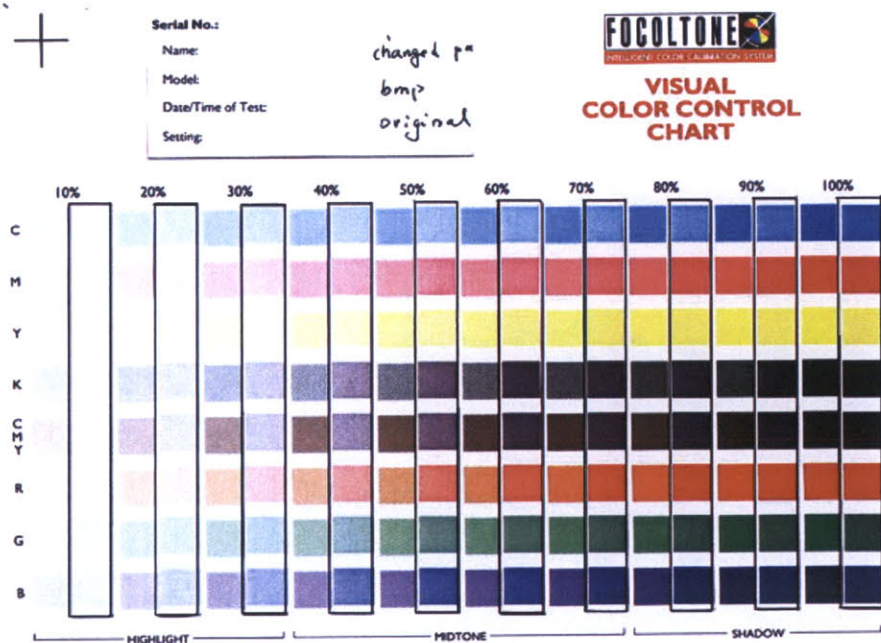 Serial No.:
FOCOLTONE
INTELLIGENT COLOR CALIBRATION SYSTEM
Name: changed
Model: bmp
Date/Time of Test: original
Setting:
VISUAL
COLOR CONTROL
CHART
10% 20% 30% 40% 50% 60% 70% 80% 90% 100%
C
M
Y
K
C
M
Y
R
G
B
HIGHLIGHT MIDTONE SHADOW